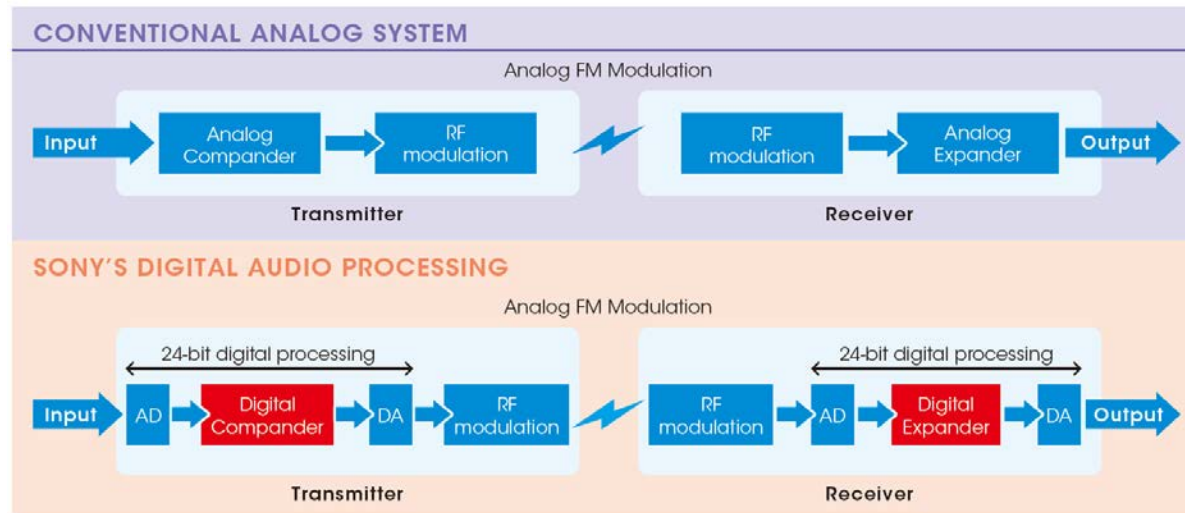 CONVENTIONAL ANALOG SYSTEM
Analog FM Modulation
Input
Analog
Compander
RF
modulation
RF
modulation
Analog
Expander
Output
Transmitter
Receiver
SONY'S DIGITAL AUDIO PROCESSING
Analog FM Modulation
24-bit digital processing
24-bit digital processing
Input
AD
Digital
Compander
DA
RF
modulation
RF
modulation
AD
Digital
Expander
DA
Output
Transmitter
Receiver